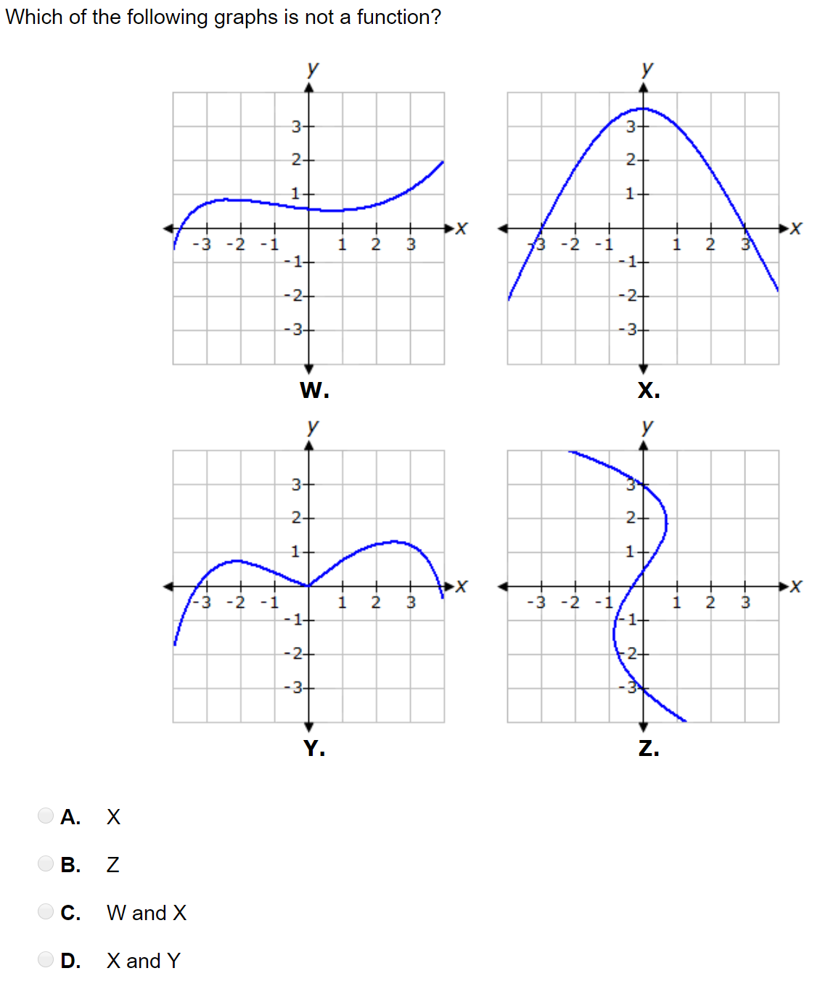 Which of the following graphs is not a function?
y
3
2
1
-3 -2 -1 1 2 3 x
-1
-2
-3
W.
y
3
2
1
-3 -2 -1 1 2 3 x
-1
-2
-3
X.
y
3
2
1
-3 -2 -1 1 2 3 x
-1
-2
-3
Y.
y
3
2
1
-3 -2 -1 1 2 3 x
-1
-2
-3
Z.
A. X
B. Z
C. W and X
D. X and Y